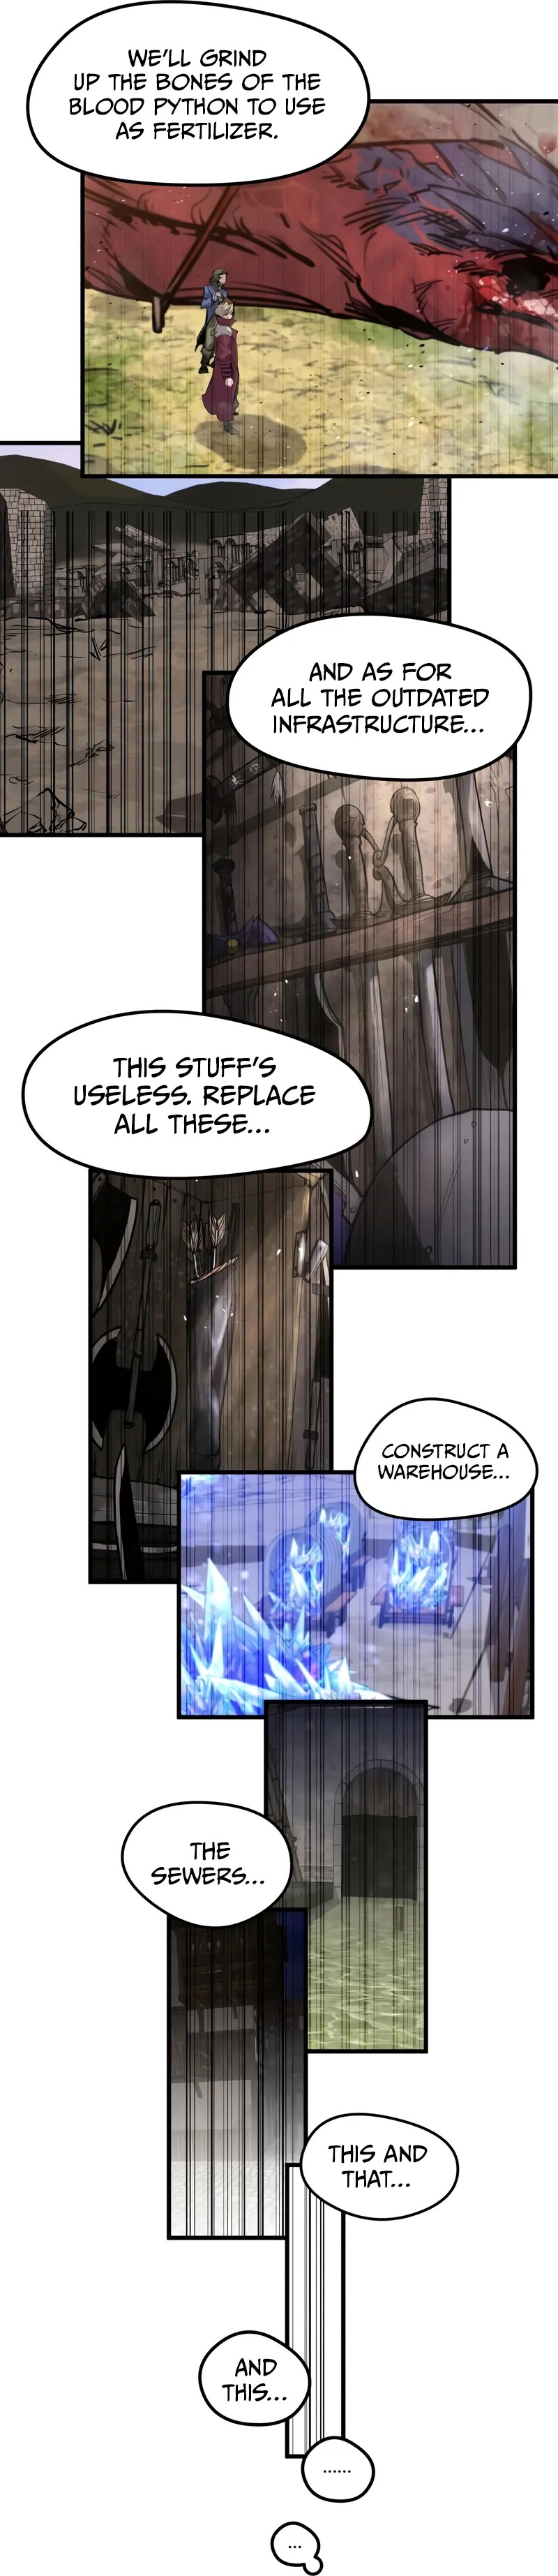 WE'LL GRIND
UP THE BONES OF THE
BLOOD PYTHON TO USE
AS FERTILIZER.
AND AS FOR
ALL THE OUTDATED
INFRASTRUCTURE...
THIS STUFF'S
USELESS. REPLACE
ALL THESE...
CONSTRUCT A
WAREHOUSE...
THE
SEWERS...
THIS AND
THAT...
AND
THIS...
......
...